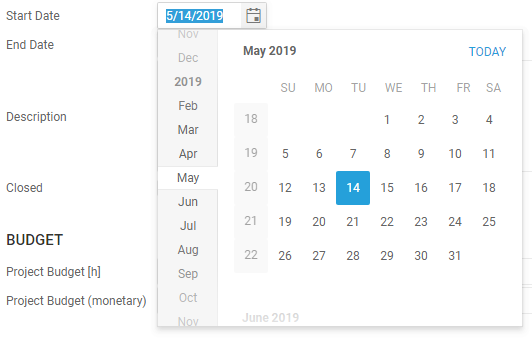 Start Date
5/14/2019
End Date
Description
Closed
BUDGET
Project Budget [h]
Project Budget (monetary)
Nov
Dec
2019
Feb
Mar
Apr
May
Jun
Jul
Aug
Sep
Oct
Nov
May 2019
TODAY
SU MO TU WE TH FR SA
18 1 2 3 4
19 5 6 7 8 9 10 11
20 12 13 14 15 16 17 18
21 19 20 21 22 23 24 25
22 26 27 28 29 30 31
June 2019